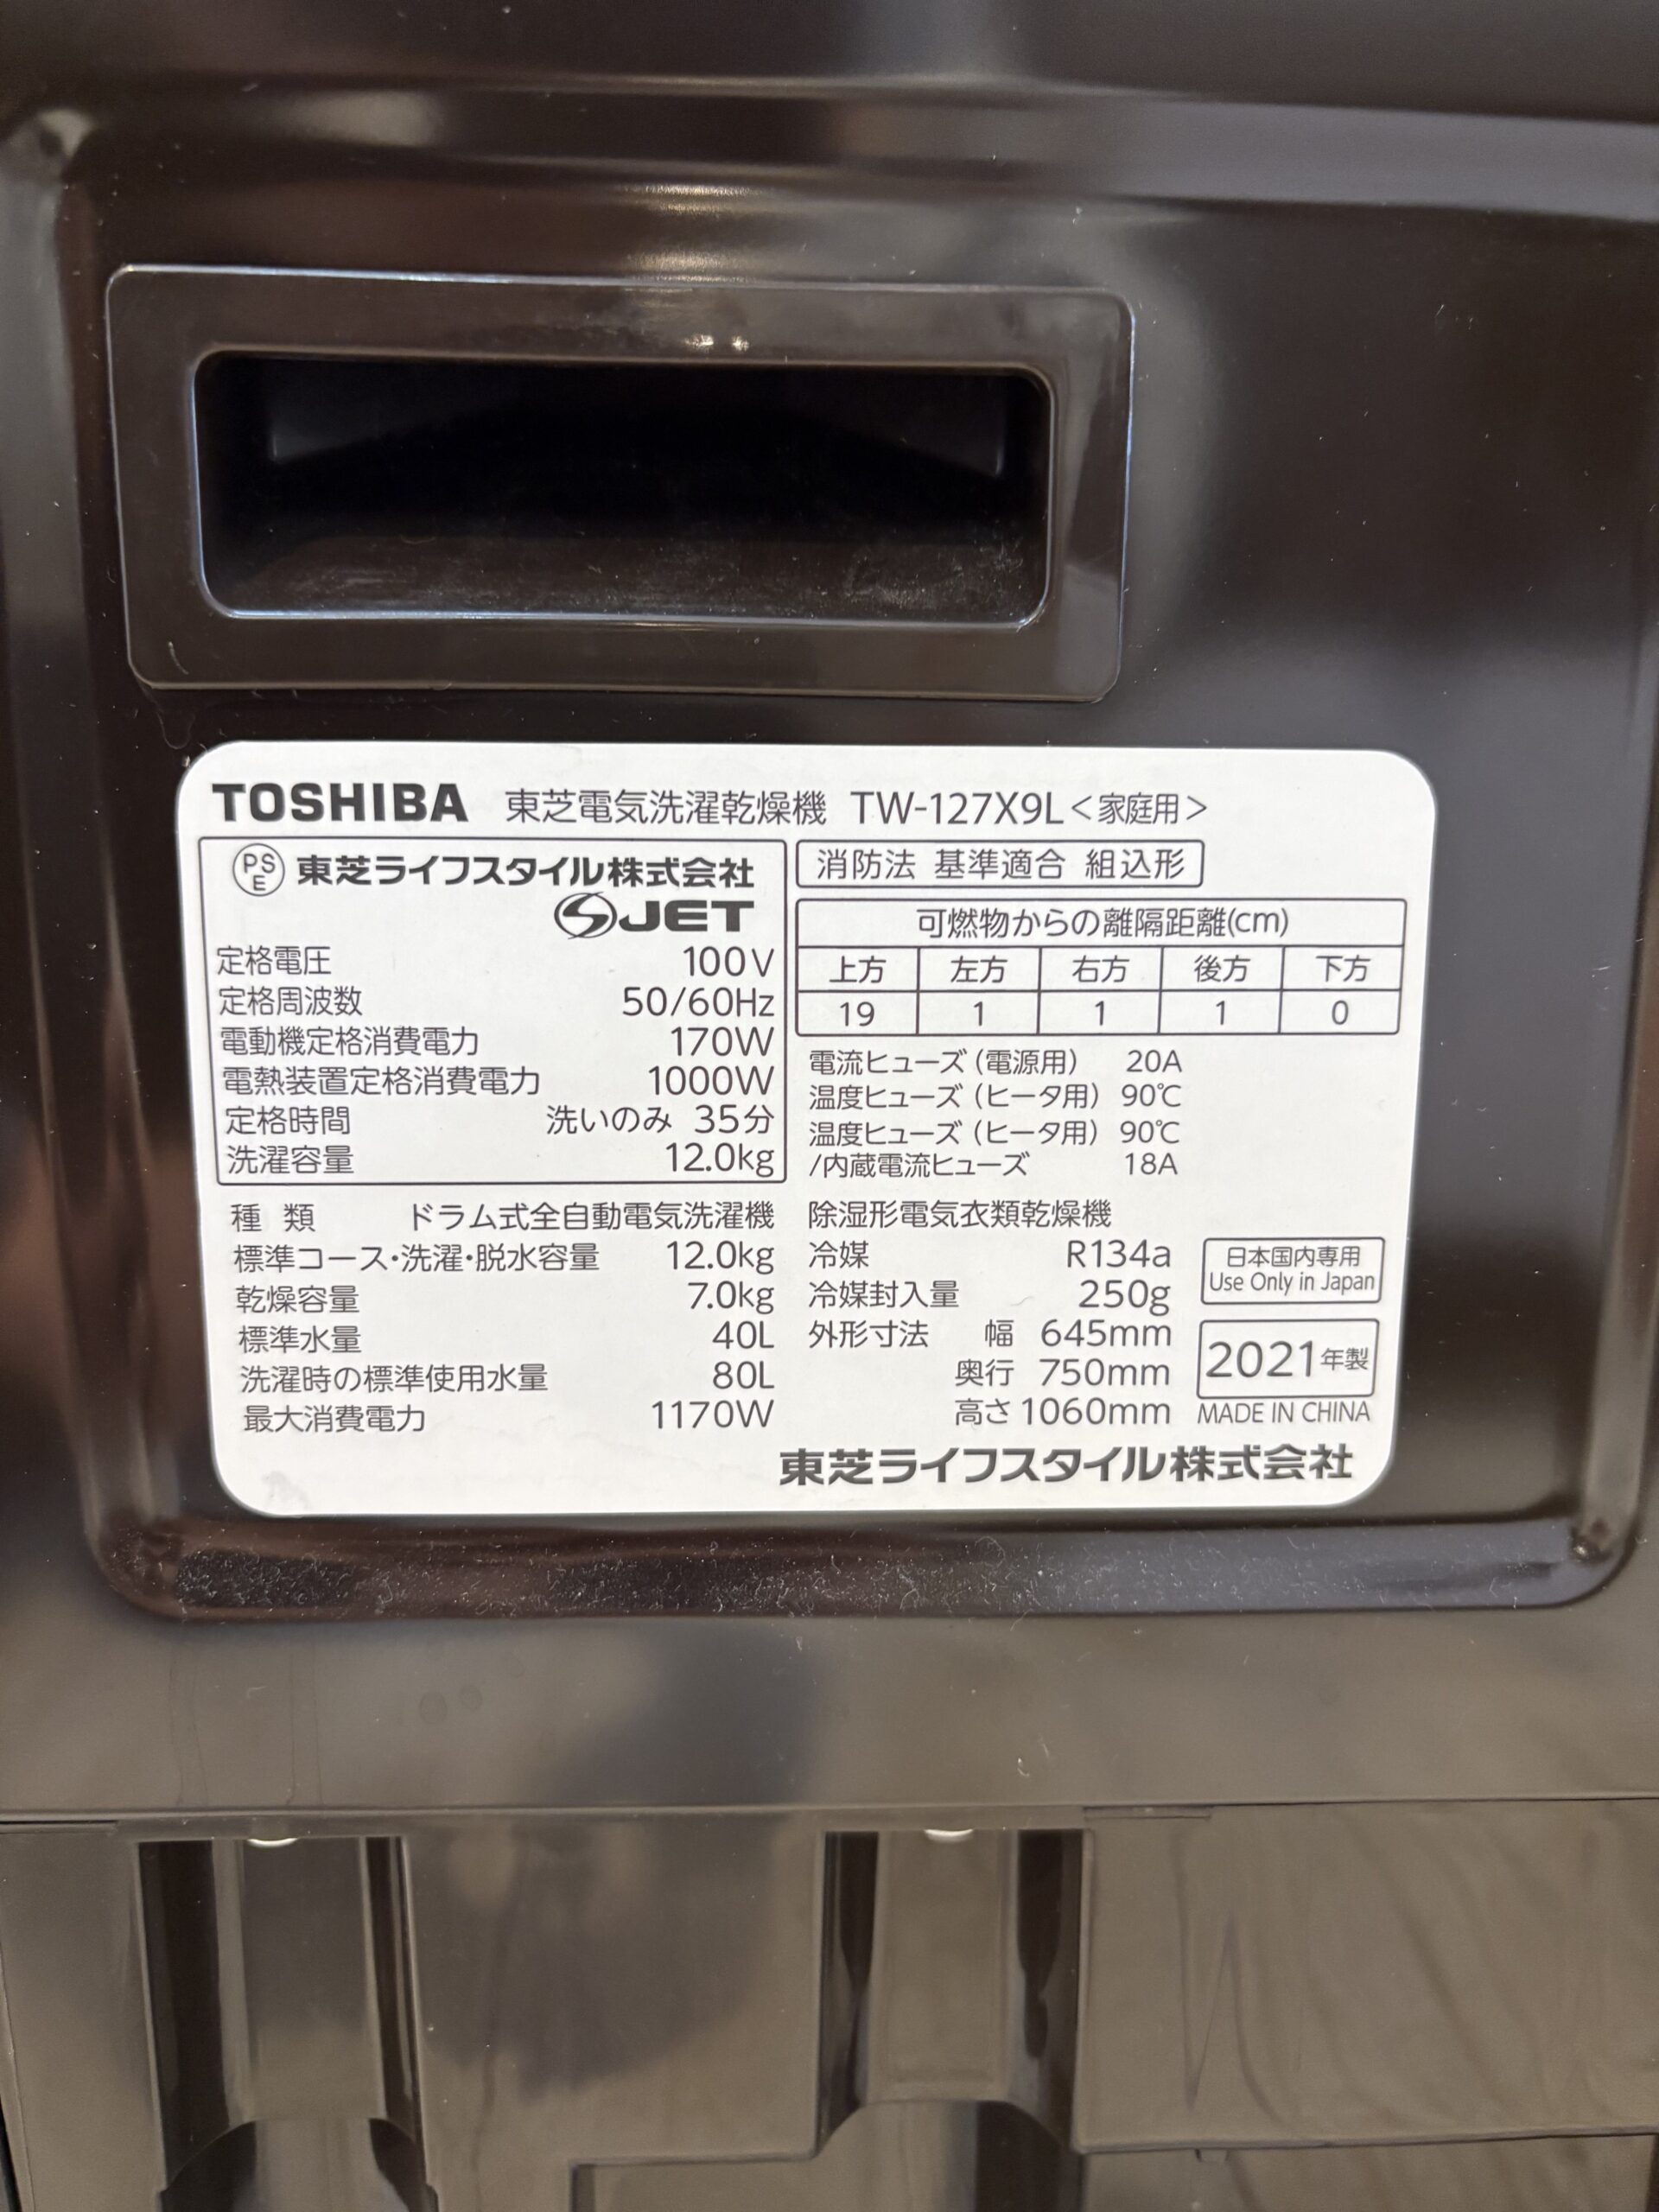 TOSHIBA 東芝電気洗濯乾燥機 TW-127X9L<家庭用>
PSE 東芝ライフスタイル株式会社
JET
定格電圧 100V
定格周波数 50/60Hz
電動機定格消費電力 170W
電熱装置定格消費電力 1000W
定格時間 洗いのみ 35分
洗濯容量 12.0kg
種 類 ドラム式全自動電気洗濯機
標準コース・洗濯・脱水容量 12.0kg
乾燥容量 7.0kg
標準水量 40L
洗濯時の標準使用水量 80L
最大消費電力 1170W
消防法 基準適合 組込形
可燃物からの離隔距離(cm)
上方 左方 右方 後方 下方
19 1 1 1 0
電流ヒューズ(電源用) 20A
温度ヒューズ(ヒータ用) 90℃
温度ヒューズ(ヒータ用) 90℃
/内蔵電流ヒューズ 18A
除湿形電気衣類乾燥機
冷媒 R134a
冷媒封入量 250g
外形寸法 幅 645mm
奥行 750mm
高さ 1060mm
日本国内専用
Use Only in Japan
2021年製
MADE IN CHINA
東芝ライフスタイル株式会社